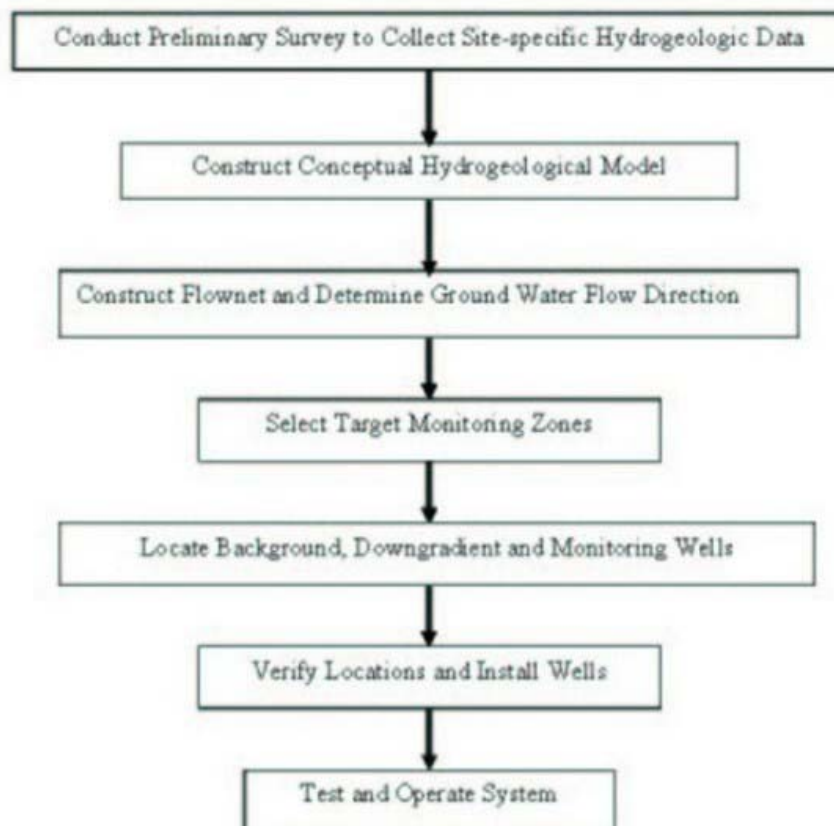 Conduct Preliminary Survey to Collect Site-specific Hydrogeologic Data
Construct Conceptual Hydrogeological Model
Construct Flownet and Determine Ground Water Flow Direction
Select Target Monitoring Zones
Locate Background, Downgradient and Monitoring Wells
Verify Locations and Install Wells
Test and Operate System